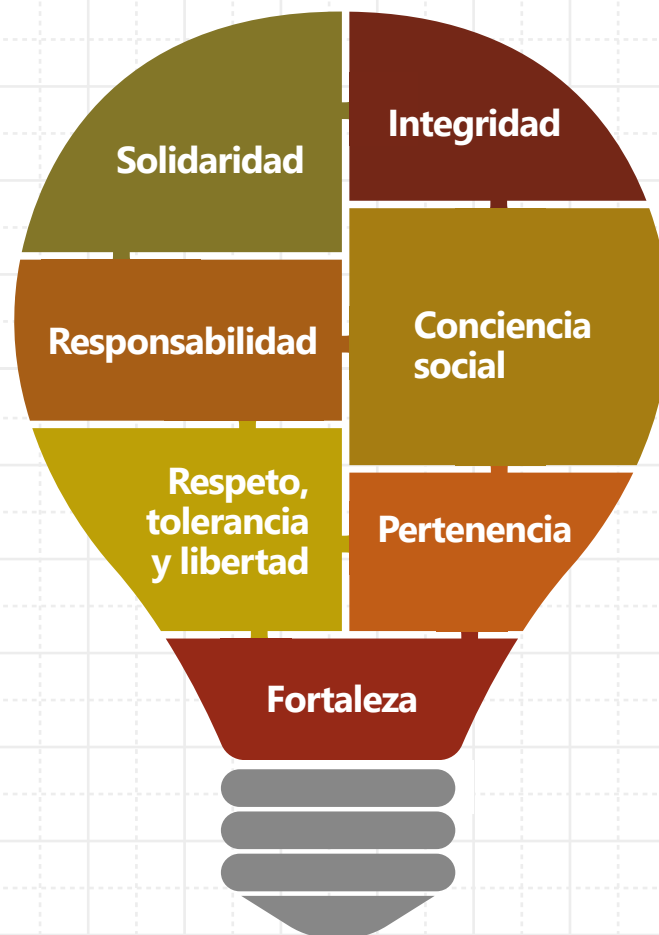 Solidaridad
Integridad
Responsabilidad
Conciencia
social
Respeto,
tolerancia
y libertad
Pertenencia
Fortaleza